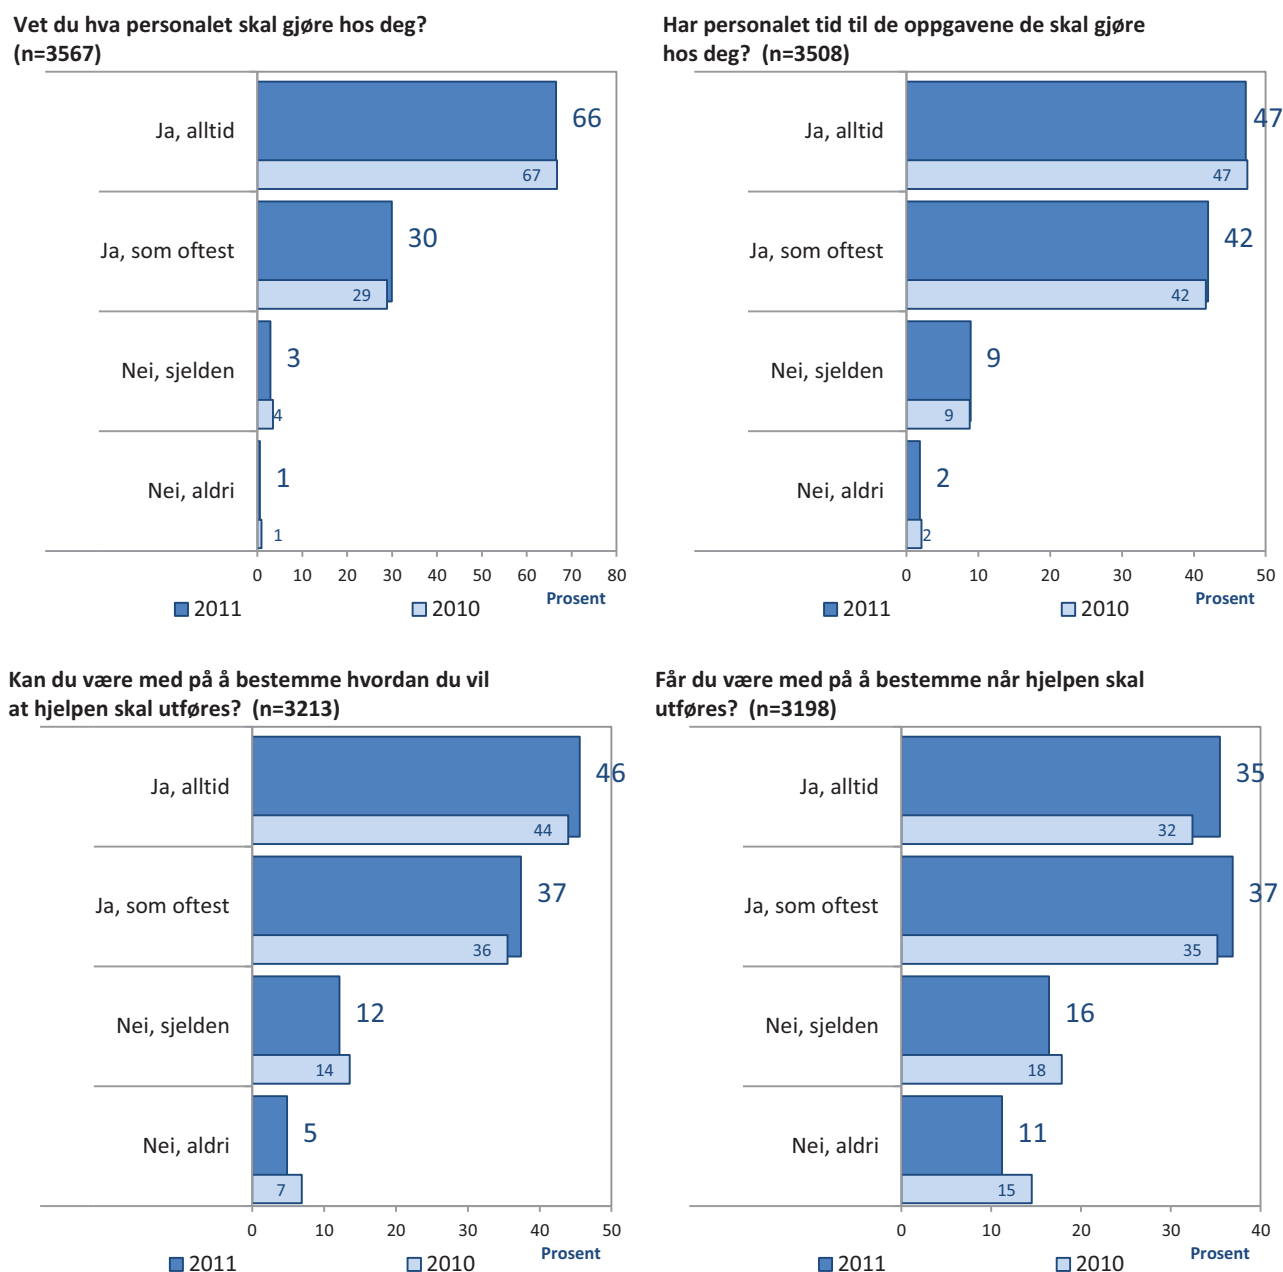 Vet du hva personalet skal gjøre hos deg?
(n=3567)
Ja, alltid
66
67
Ja, som oftest
30
29
Nei, sjelden
3
4
Nei, aldri
1
1
0 10 20 30 40 50 60 70 80
Prosent
2011 2010
Har personalet tid til de oppgavene de skal gjøre
hos deg? (n=3508)
Ja, alltid
47
47
Ja, som oftest
42
42
Nei, sjelden
9
9
Nei, aldri
2
2
0 10 20 30 40 50
Prosent
2011 2010
Kan du være med på å bestemme hvordan du vil
at hjelpen skal utføres? (n=3213)
Ja, alltid
46
44
Ja, som oftest
37
36
Nei, sjelden
12
14
Nei, aldri
5
7
0 10 20 30 40 50
Prosent
2011 2010
Får du være med på å bestemme når hjelpen skal
utføres? (n=3198)
Ja, alltid
35
32
Ja, som oftest
37
35
Nei, sjelden
16
18
Nei, aldri
11
15
0 10 20 30 40
Prosent
2011 2010